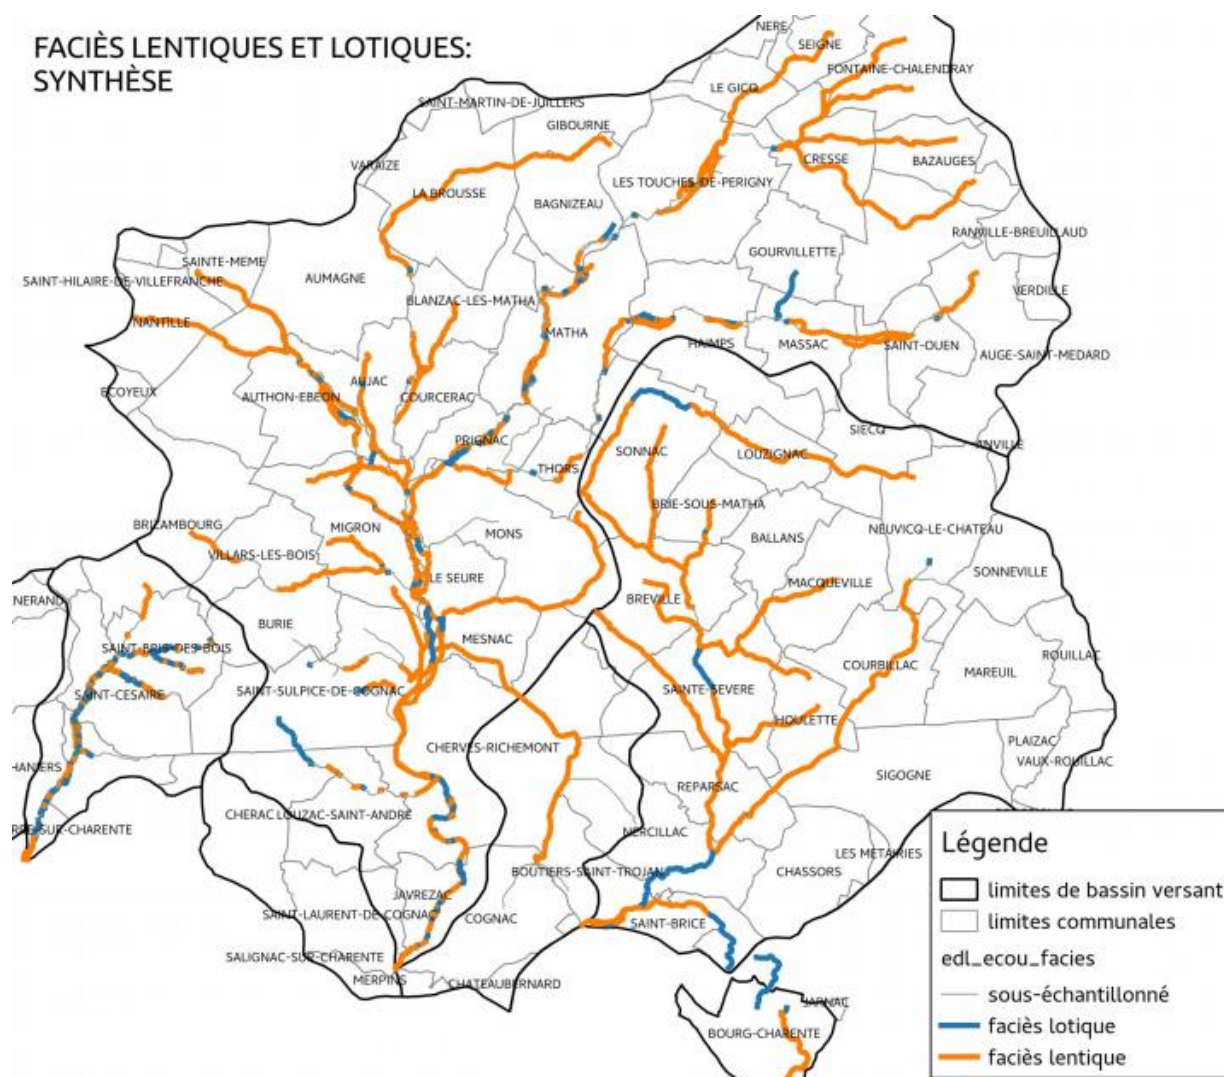 FACIÈS LENTIQUES ET LOTIQUES:
SYNTHÈSE
NERE
SEIGNE
FONTAINE-CHALENDRAY
LE GICQ
SAINT-MARTIN-DE-JUILLERS
GIBOURNE
VARAIZE
CRESSE
BAZAUGES
LES TOUCHES-DE-PERIGNY
LA BROUSSE
BAGNIZEAU
RANVILLE-BREUILLAUD
GOURVILLETTE
SAINTE-MEME
AUMAGNE
SAINT-HILAIRE-DE-VILLEFRANCHE
VERDILLE
BLANZAC-LES-MATHA
NANTILLE
MATHA
HAIMPS
MASSAC
SAINT-OUEN
AUGE-SAINT-MEDARD
AUJAC
ECOYEUX
AUTHON-EBEON
COURCERAC
SIECQ
PRIGNAC
ANVILLE
SONNAC
LOUZIGNAC
THORS
BRIE-SOUS-MATHA
BRIZAMBOURG
MIGRON
MONS
NEUVICQ-LE-CHATEAU
BALLANS
VILLARS-LES-BOIS
LE SEURE
SONNEVILLE
MACQUEVILLE
NERAND
BREVILLE
BURIE
MESNAC
SAINT-BRIS-DES-BOIS
ROUILLAC
COURBILLAC
MAREUIL
SAINT-CESAIRE
SAINT-SULPICE-DE-COGNAC
SAINTE-SEVERE
HOULETTE
PLAIZAC
CHERVES-RICHEMONT
VAUX-ROUILLAC
HANIERS
SIGOGNE
REPARSAC
CHERAC
LOUZAC-SAINT-ANDRE
RRE-SUR-CHARENTE
NERCILLAC
LES METAIRIES
BOUTIERS-SAINT-TROJAN
CHASSORS
JAVREZAC
SAINT-LAURENT-DE-COGNAC
COGNAC
SAINT-BRICE
SALIGNAC-SUR-CHARENTE
MERPINS
CHATEAUBERNARD
JARNAC
BOURG-CHARENTE
Légende
limites de bassin versant
limites communales
edl_ecou_facies
sous-échantillonné
faciès lotique
faciès lentique